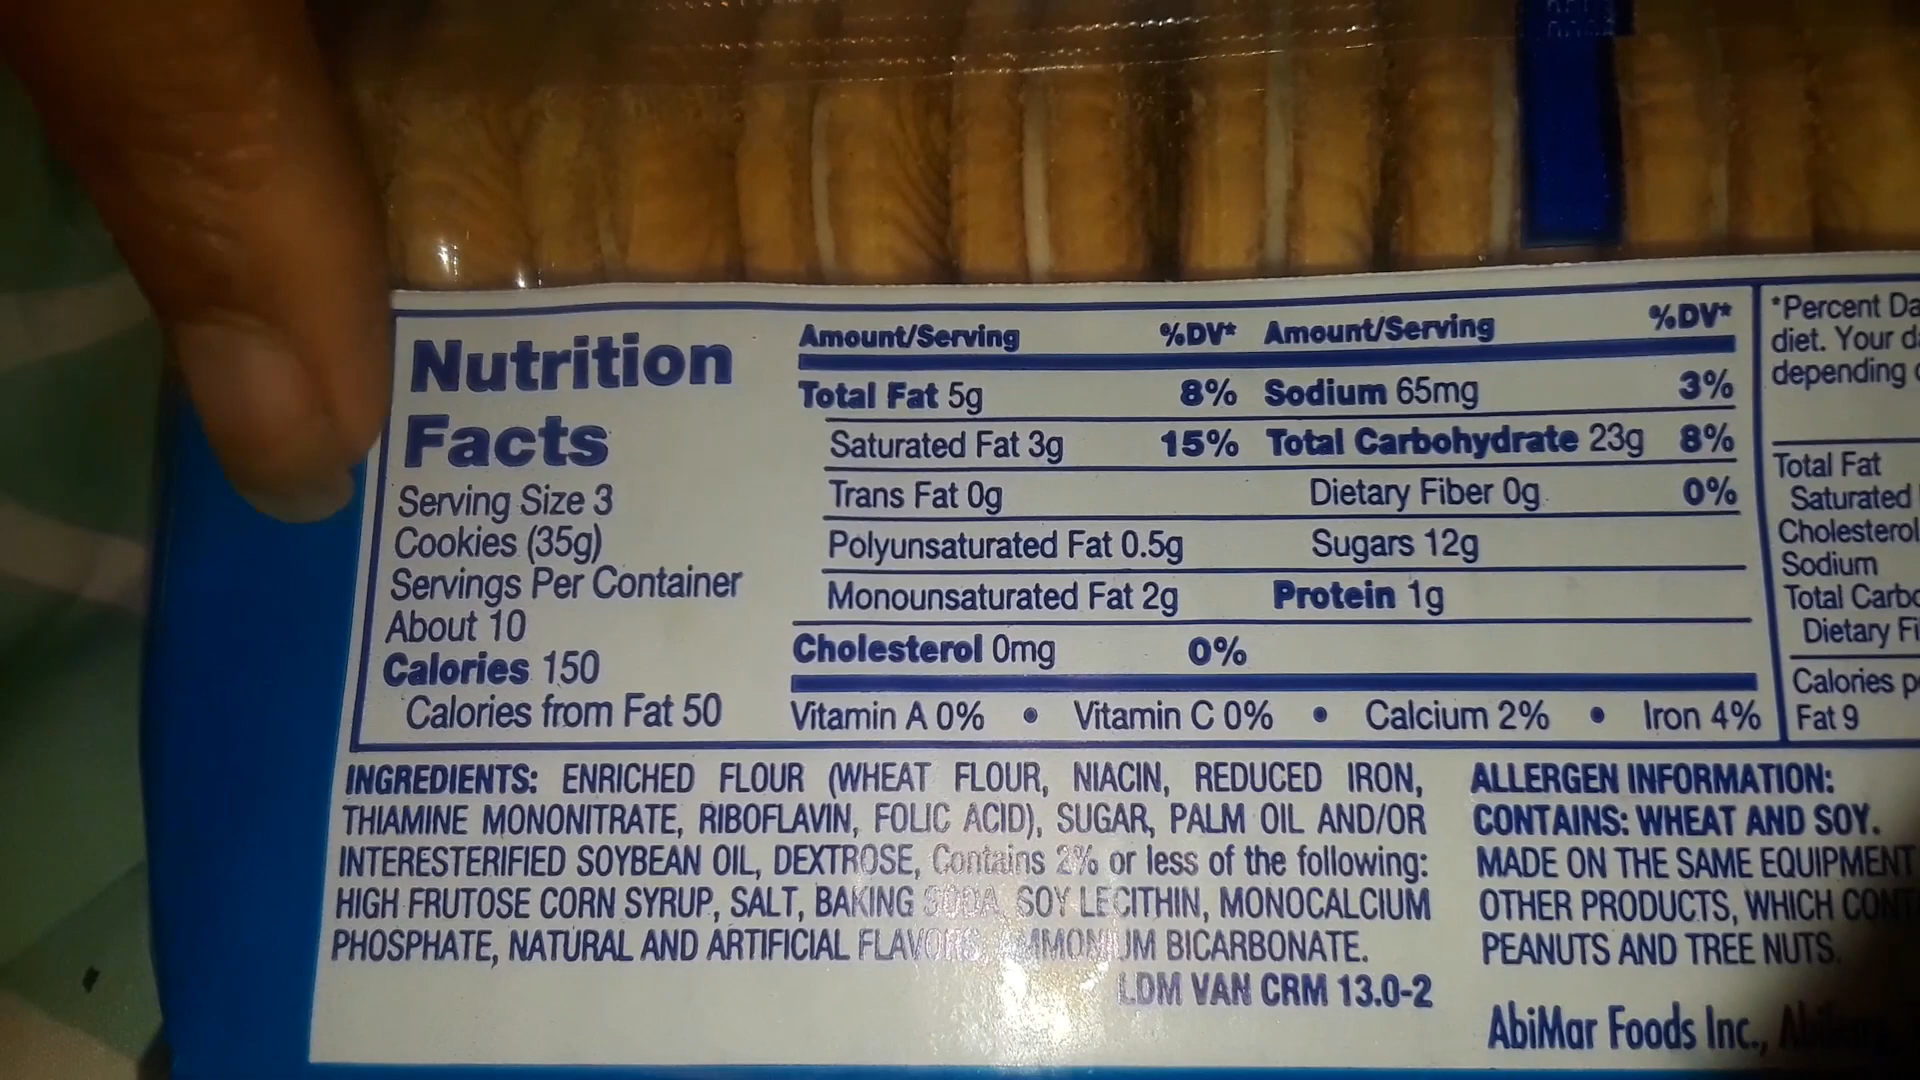 Nutrition
Facts
Serving Size 3
Cookies (35g)
Servings Per Container
About 10
Calories 150
Calories from Fat 50
Amount/Serving %DV* Amount/Serving %DV*
Total Fat 5g 8% Sodium 65mg 3%
Saturated Fat 3g 15% Total Carbohydrate 23g 8%
Trans Fat 0g Dietary Fiber 0g 0%
Polyunsaturated Fat 0.5g Sugars 12g
Monounsaturated Fat 2g Protein 1g
Cholesterol 0mg 0%
Vitamin A 0% • Vitamin C 0% • Calcium 2% • Iron 4%
*Percent
diet. Your
depending
Total Fat
Saturated
Cholesterol
Sodium
Total
Dietary
Calories
Fat 9
INGREDIENTS: ENRICHED FLOUR (WHEAT FLOUR, NIACIN, REDUCED IRON,
THIAMINE MONONITRATE, RIBOFLAVIN, FOLIC ACID), SUGAR, PALM OIL AND/OR
INTERESTERIFIED SOYBEAN OIL, DEXTROSE, Contains 2% or less of the following:
HIGH FRUTOSE CORN SYRUP, SALT, BAKING SODA, SOY LECITHIN, MONOCALCIUM
PHOSPHATE, NATURAL AND ARTIFICIAL FLAVORS, AMMONIUM BICARBONATE.
LDM VAN CRM 13.0-2
ALLERGEN INFORMATION:
CONTAINS: WHEAT AND SOY.
MADE ON THE SAME EQUIPMENT
OTHER PRODUCTS, WHICH
PEANUTS AND TREE NUTS.
AbiMar Foods Inc.,